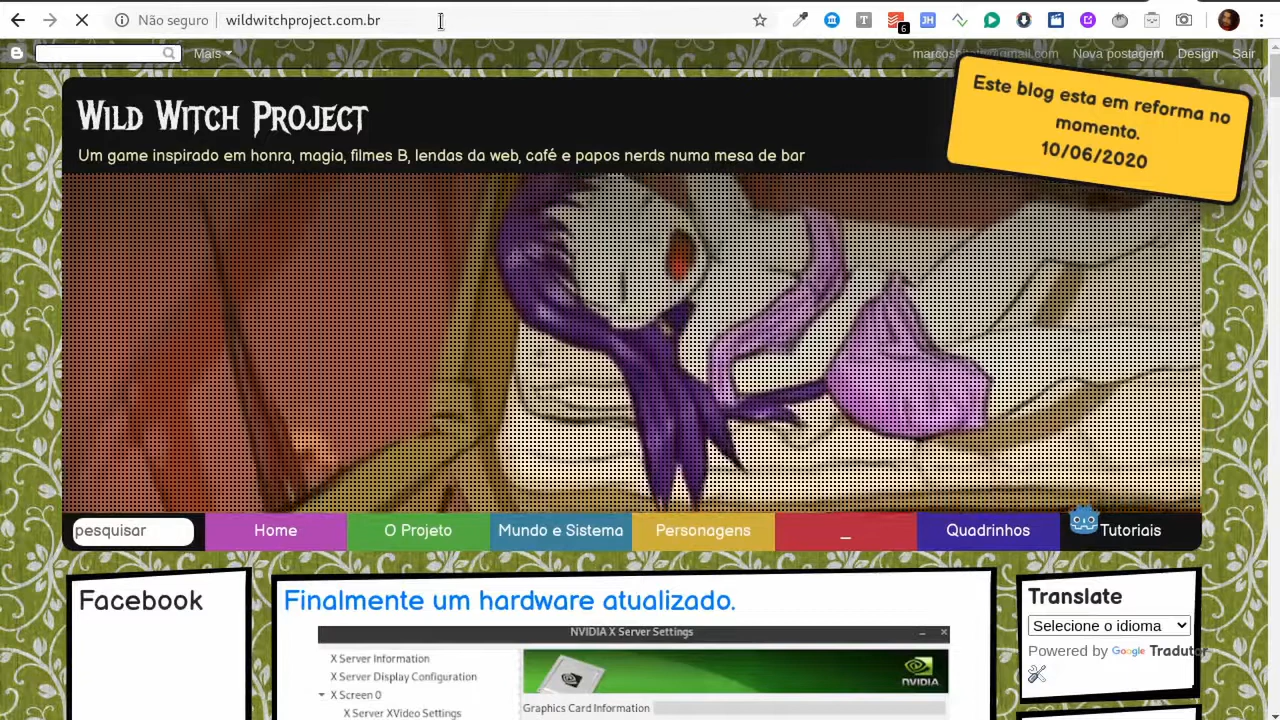 Não seguro
wildwitchproject.com.br
6
T
JH
Mais
Nova postagem
Design
Sair
Este blog esta em reforma no
momento.
10/06/2020
Wild Witch Project
Um game inspirado em honra, magia, filmes B, lendas da web, café e papos nerds numa mesa de bar
pesquisar
Home
O Projeto
Mundo e Sistema
Personagens
_
Quadrinhos
Tutoriais
Facebook
Finalmente um hardware atualizado.
NVIDIA X Server Settings
X Server Information
X Server Display Configuration
X Screen 0
X Server XVideo Settings
NVIDIA
Graphics Card Information
Translate
Selecione o idioma
Powered by Google Tradutor